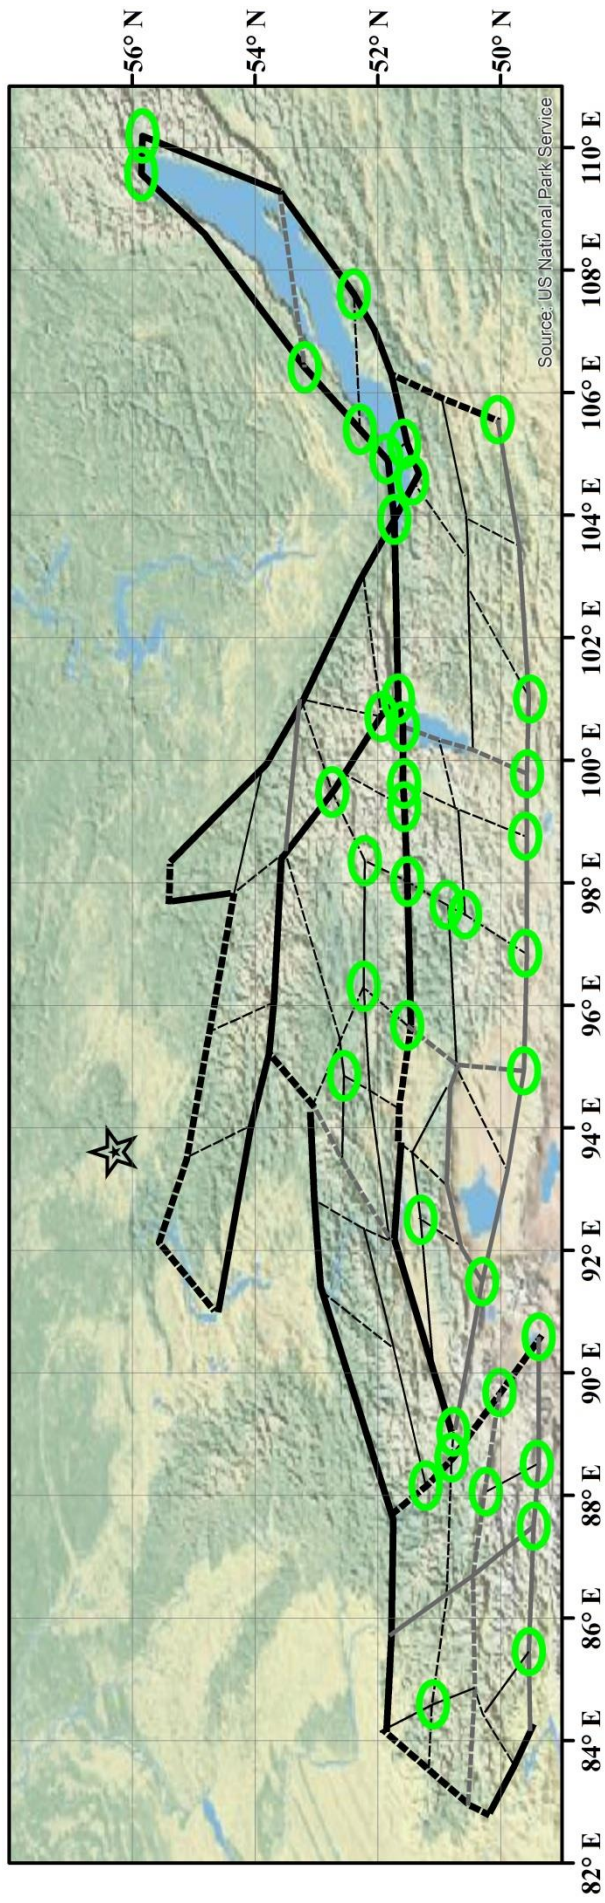 56° N
54° N
52° N
50° N
82° E
84° E
86° E
88° E
90° E
92° E
94° E
96° E
98° E
100° E
102° E
104° E
106° E
108° E
110° E
Source: US National Park Service